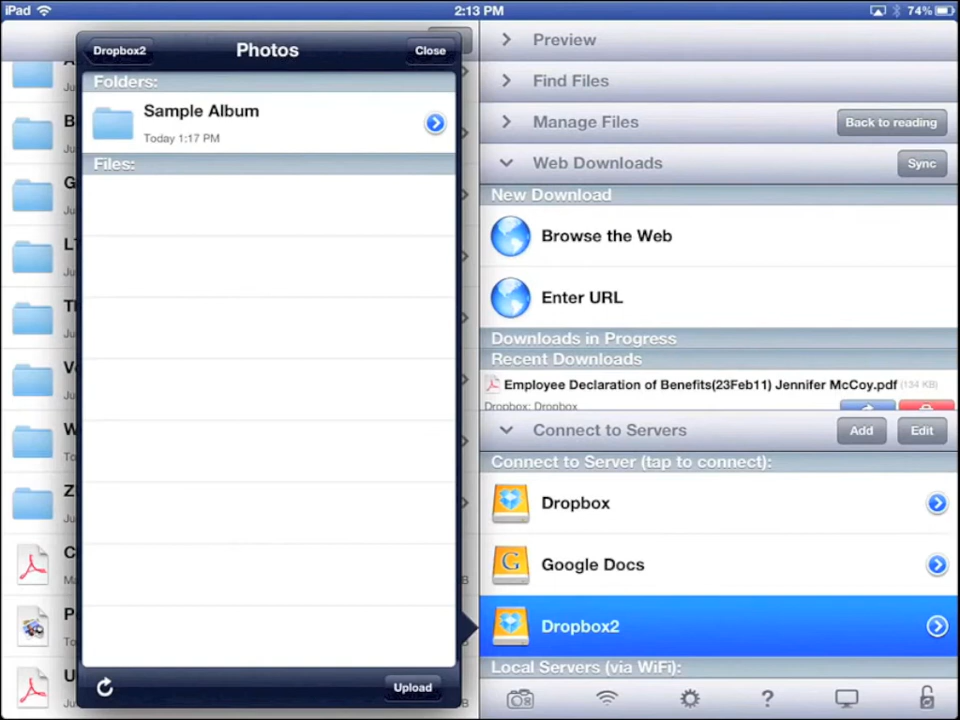 iPad
2:13 PM
74%
Dropbox2
Photos
Close
Folders:
Sample Album
Today 1:17 PM
Files:
Upload
Preview
Find Files
Manage Files
Back to reading
Web Downloads
Sync
New Download
Browse the Web
Enter URL
Downloads in Progress
Recent Downloads
Employee Declaration of Benefits(23Feb11) Jennifer McCoy.pdf (134 KB)
Dropbox: Dropbox
Connect to Servers
Add
Edit
Connect to Server (tap to connect):
Dropbox
G
Google Docs
Dropbox2
Local Servers (via WiFi):
?